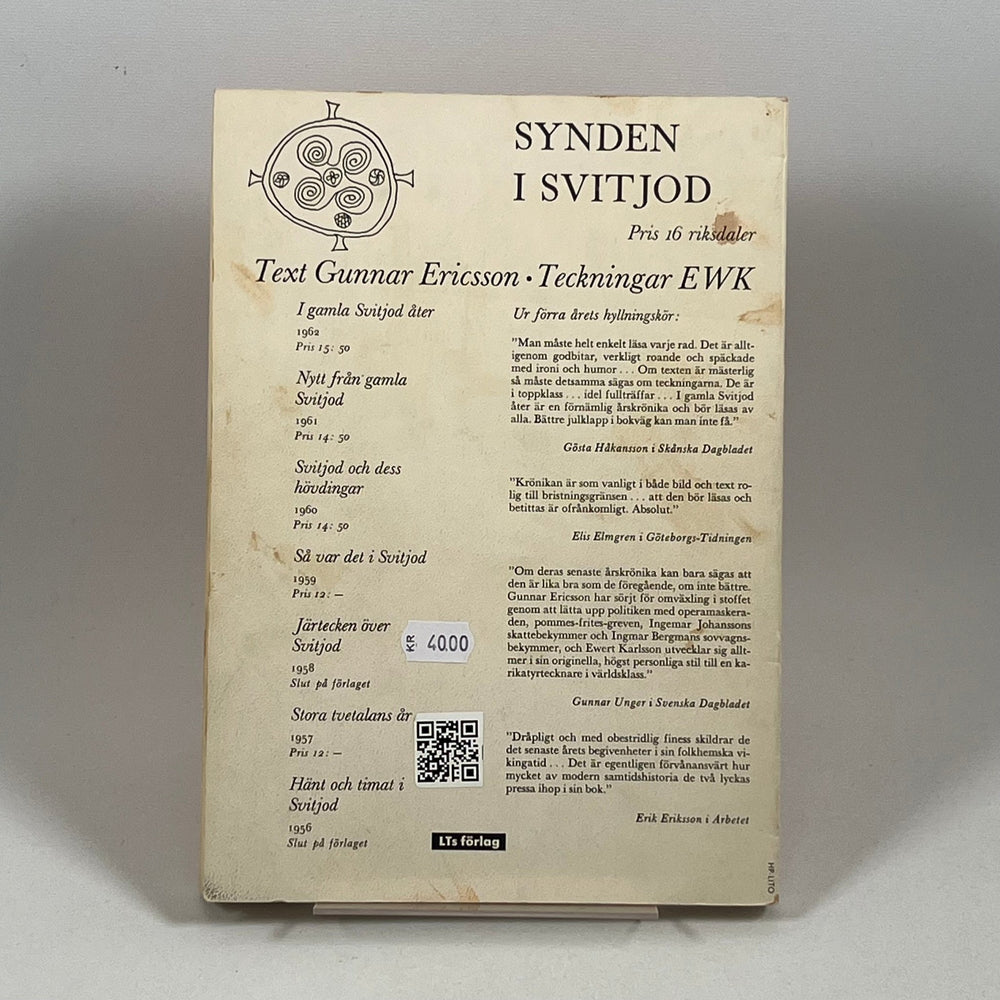 SYNDEN
I SVITJOD
Pris 16 riksdaler
Text Gunnar Ericsson • Teckningar EWK
I gamla Svitjod åter
1962
Pris 15: 50
Nytt från gamla
Svitjod
1961
Pris 14: 50
Svitjod och dess
hövdingar
1960
Pris 14: 50
Så var det i Svitjod
1959
Pris 12: —
Järtecken över
Svitjod
1958
Slut på förlaget
Stora tvetalans år
1957
Pris 12: —
Hänt och timat i
Svitjod
1956
Slut på förlaget
KR 40.00
Ur förra årets hyllningskör:
”Man måste helt enkelt läsa varje rad. Det är allt-
igenom godbitar, verkligt roande och späckade
med ironi och humor . . . Om texten är mästerlig
så måste detsamma sägas om teckningarna. De är
i toppklass . . . idel fullträffar . . . I gamla Svitjod
åter är en förnämlig årskrönika och bör läsas av
alla. Bättre julklapp i bokväg kan man inte få.”
Gösta Håkansson i Skånska Dagbladet
”Krönikan är som vanligt i både bild och text ro-
lig till bristningsgränsen . . . att den bör läsas och
betittas är ofrånkomligt. Absolut.”
Elis Elmgren i Göteborgs-Tidningen
”Om deras senaste årskrönika kan bara sägas att
den är lika bra som de föregående, om inte bättre.
Gunnar Ericsson har sörjt för omväxling i stoffet
genom att lätta upp politiken med operamaskera-
den, pommes-frites-greven, Ingemar Johanssons
skattebekymmer och Ingmar Bergmans sovvagns-
bekymmer, och Ewert Karlsson utvecklar sig allt-
mer i sin originella, högst personliga stil till en ka-
rikatyrtecknare i världsklass.”
Gunnar Unger i Svenska Dagbladet
”Dråpligt och med obestridlig finess skildrar de
det senaste årets begivenheter i sin folkhemska vi-
kingatid . . . Det är egentligen förvånansvärt hur
mycket av modern samtidshistoria de två lyckas
pressa ihop i sin bok.”
Erik Eriksson i Arbetet
LTs förlag
HP LITO